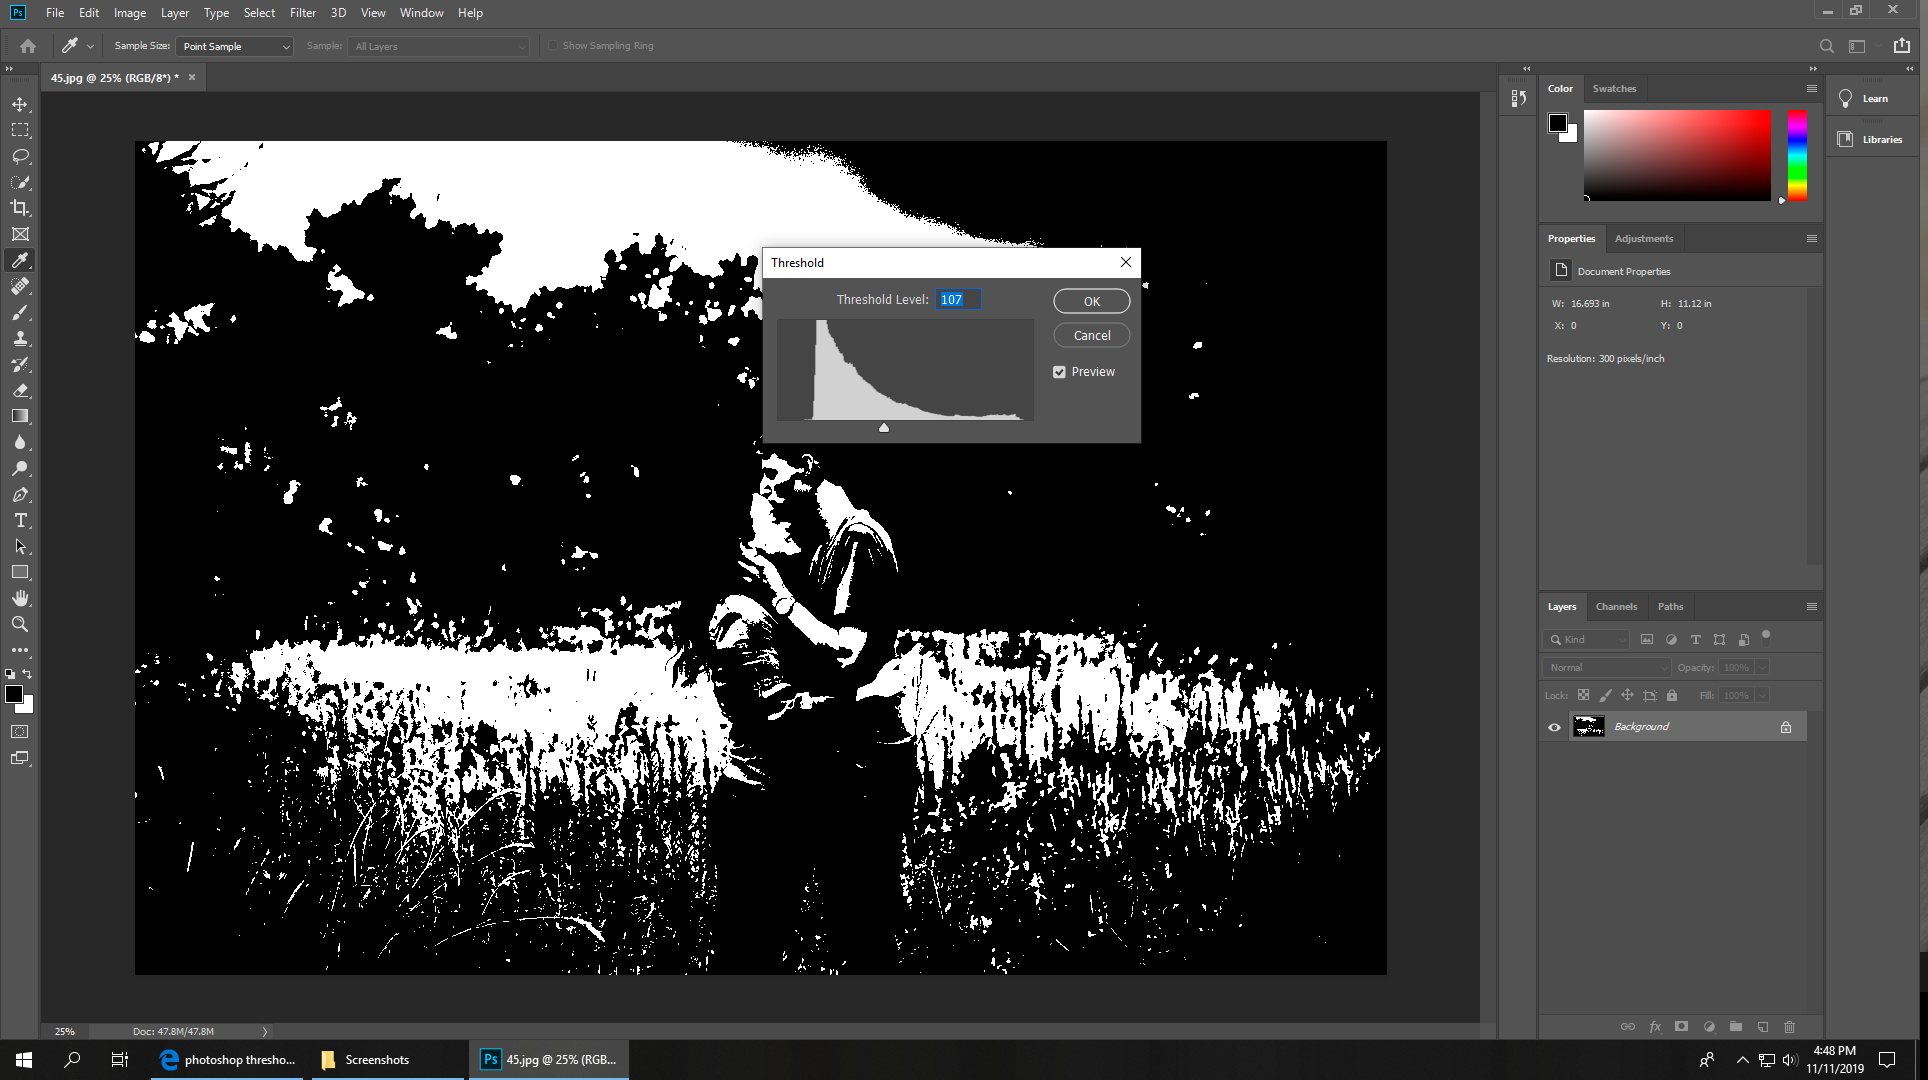 Ps File Edit Image Layer Type Select Filter 3D View Window Help
Sample Size: Point Sample Sample: All Layers Show Sampling Ring
45.jpg @ 25% (RGB/8*) *
Color Swatches
Learn
Libraries
Threshold
Threshold Level: 107
OK
Cancel
Preview
Properties Adjustments
Document Properties
W: 16.693 in H: 11.12 in
X: 0 Y: 0
Resolution: 300 pixels/inch
Layers Channels Paths
Kind
Normal Opacity: 100%
Lock: Fill: 100%
Background
25% Doc: 47.8M/47.8M
photoshop thresho... Screenshots Ps 45.jpg @ 25% (RGB...
4:48 PM
11/11/2019